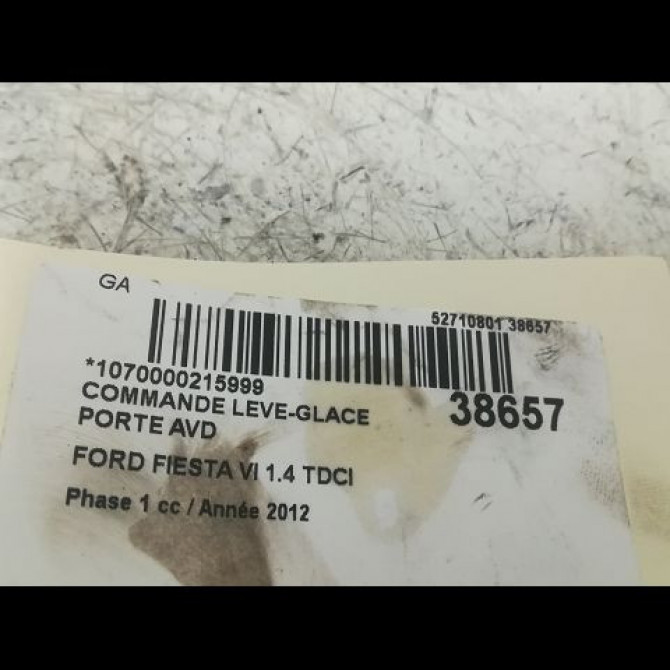 GA
52710801 38657
*1070000215999
38657
COMMANDE LEVE-GLACE
PORTE AVD
FORD FIESTA VI 1.4 TDCI
Phase 1 cc / Année 2012